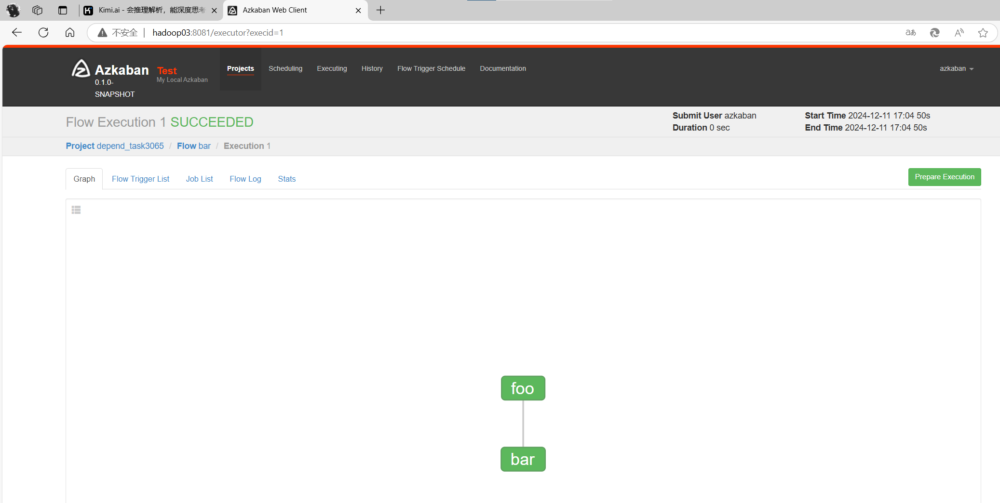 Kimi.ai - 会推理解析，能深度思考
Azkaban Web Client
不安全 | hadoop03:8081/executor?execid=1
Azkaban
0.1.0-
SNAPSHOT
Test
My Local Azkaban
Projects Scheduling Executing History Flow Trigger Schedule Documentation azkaban
Flow Execution 1 SUCCEEDED
Submit User azkaban
Duration 0 sec
Start Time 2024-12-11 17:04 50s
End Time 2024-12-11 17:04 50s
Project depend_task3065 / Flow bar / Execution 1
Graph Flow Trigger List Job List Flow Log Stats Prepare Execution
foo
bar